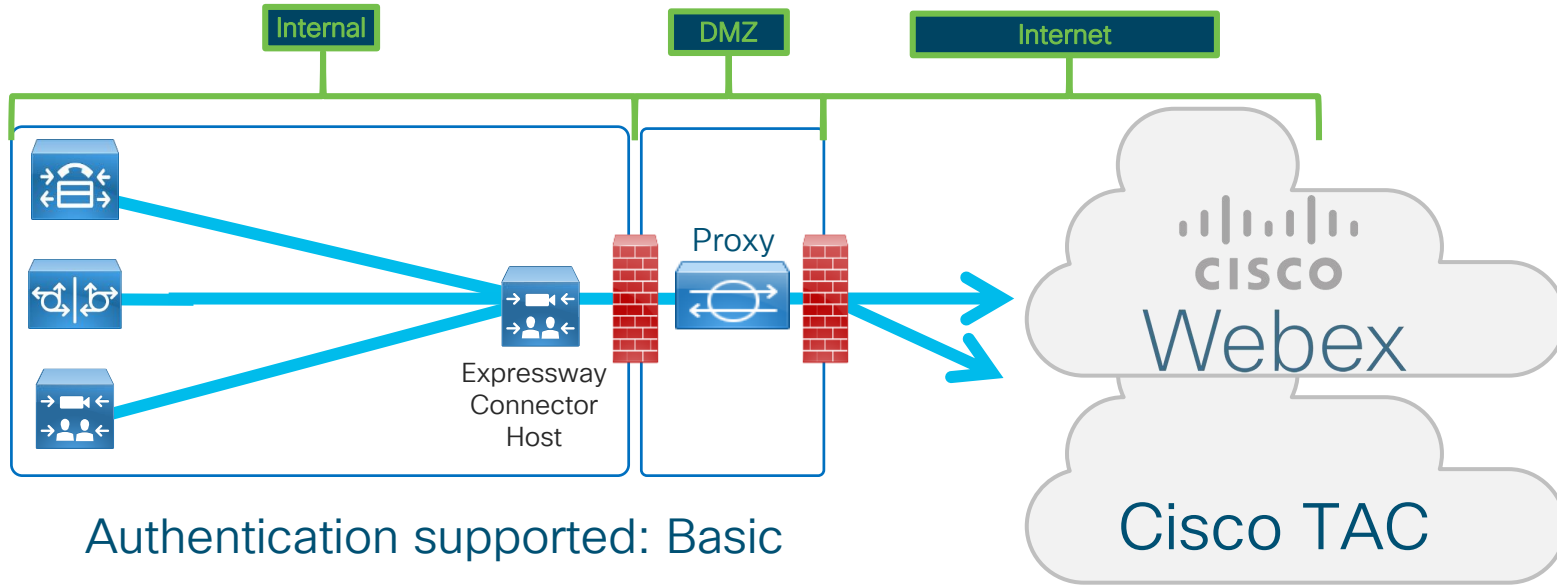 Internal
DMZ
Internet
Proxy
Expressway
Connector
Host
CISCO
Webex
Cisco TAC
Authentication supported: Basic